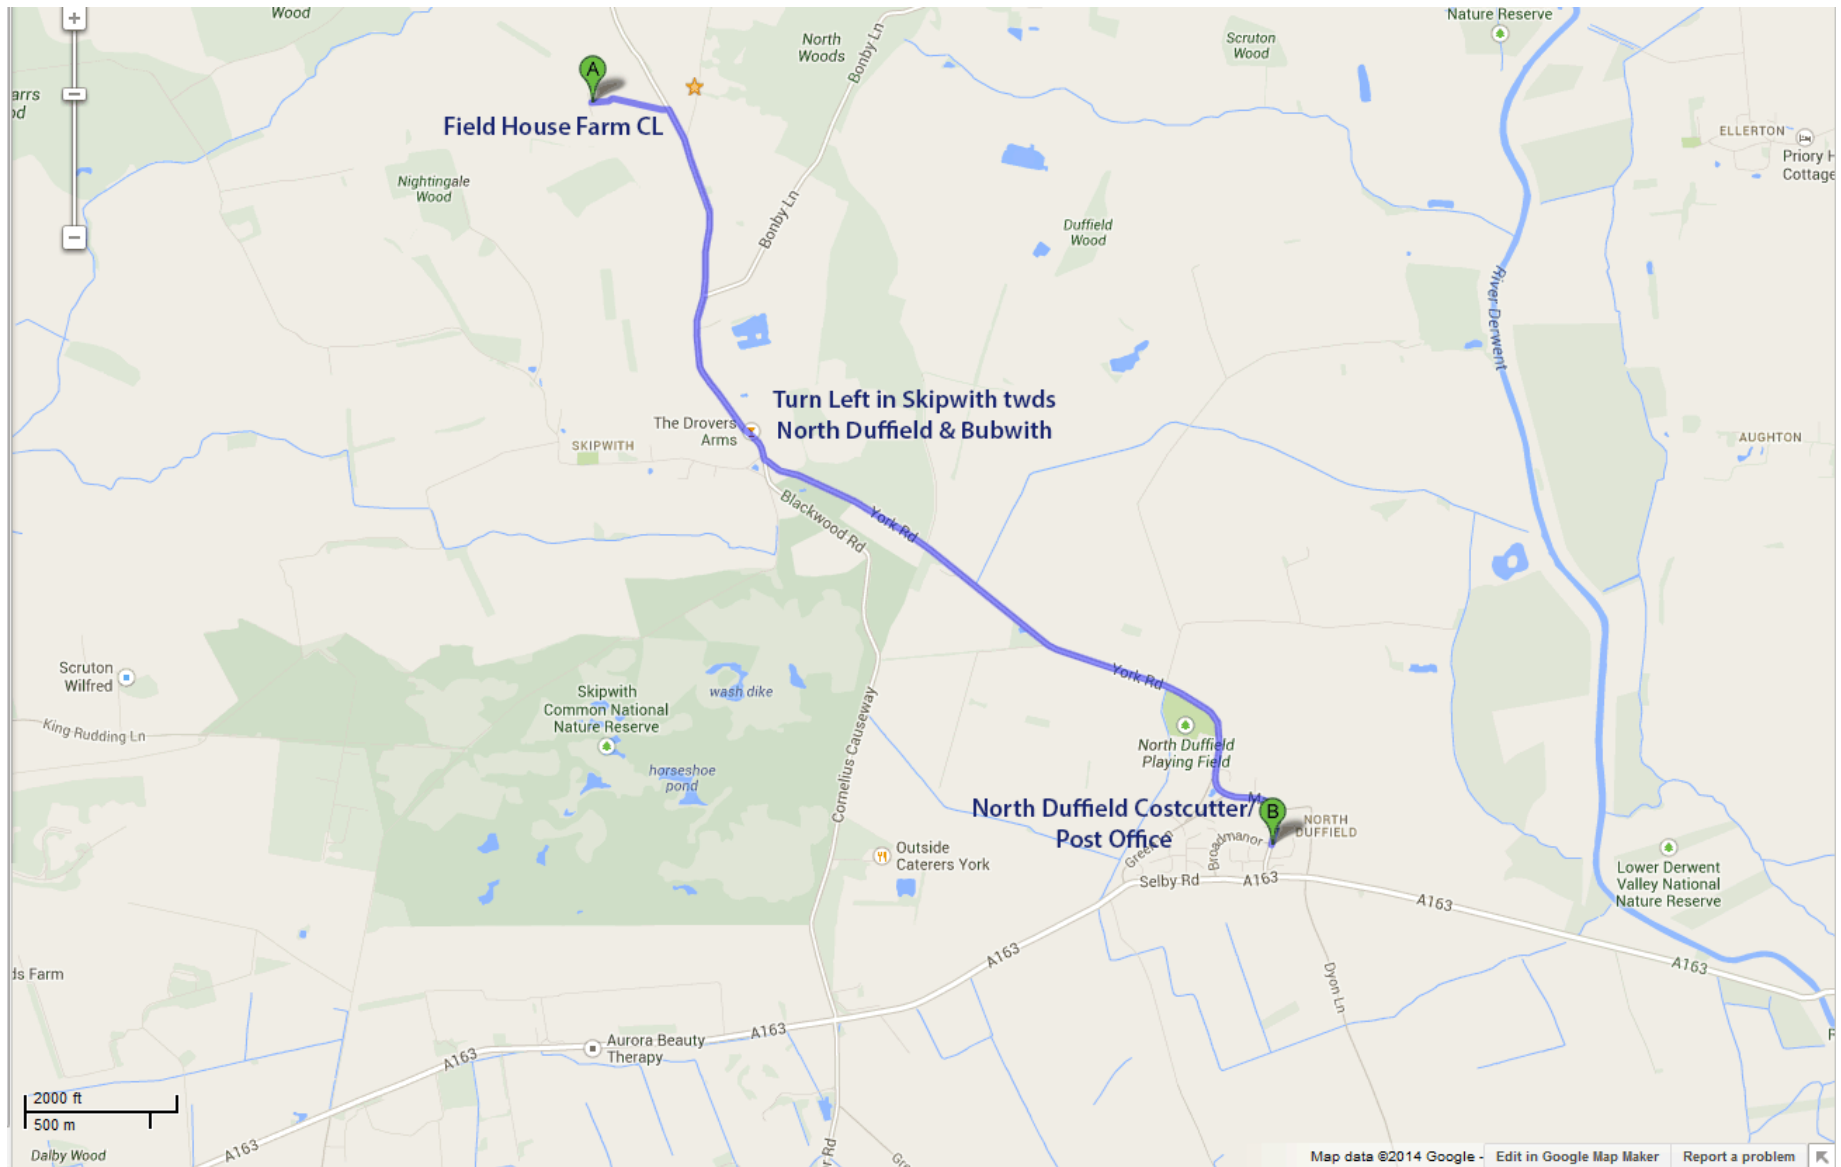 Wood
North
Woods
Bonby Ln
Scruton
Wood
Nature Reserve
A
arrs
Field House Farm CL
ELLERTON
Priory H
Cottage
Nightingale
Wood
Bonby Ln
Duffield
Wood
River Derwent
Turn Left in Skipwith twds
North Duffield & Bubwith
The Drovers
Arms
SKIPWITH
AUGHTON
Blackwood Rd
York Rd
Scruton
Wilfred
York Rd
wash dike
Skipwith
Common National
Nature Reserve
King Rudding Ln
Cornelius Causeway
North Duffield
Playing Field
horseshoe
pond
North Duffield Costcutter/
Post Office
B
NORTH
DUFFIELD
Broadmanor
Outside
Caterers York
Selby Rd
A163
Lower Derwent
Valley National
Nature Reserve
A163
A163
A163
ds Farm
Dyon Ln
A163
Aurora Beauty
Therapy
A163
2000 ft
500 m
A163
Dalby Wood
Map data ©2014 Google -
Edit in Google Map Maker
Report a problem